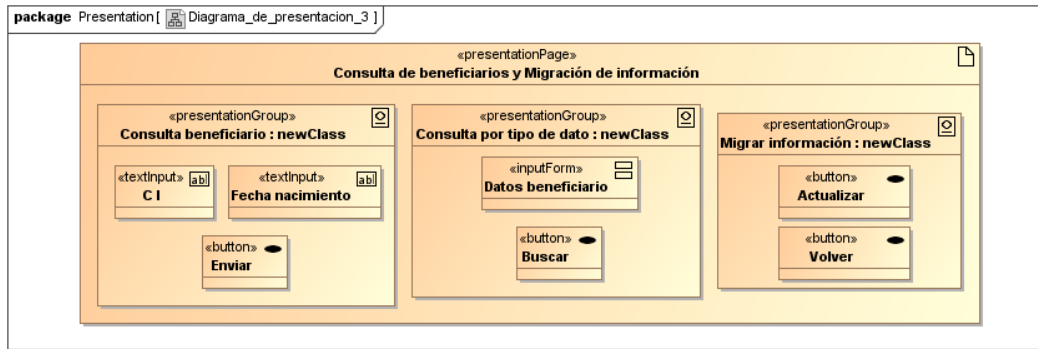 package Presentation[ Diagrama_de_presentacion_3 ]
«presentationPage»
Consulta de beneficiarios y Migración de información
«presentationGroup»
Consulta beneficiario : newClass
«textInput» ab
C I
«textInput» ab
Fecha nacimiento
«button»
Enviar
«presentationGroup»
Consulta por tipo de dato : newClass
«inputForm»
Datos beneficiario
«button»
Buscar
«presentationGroup»
Migrar información : newClass
«button»
Actualizar
«button»
Volver